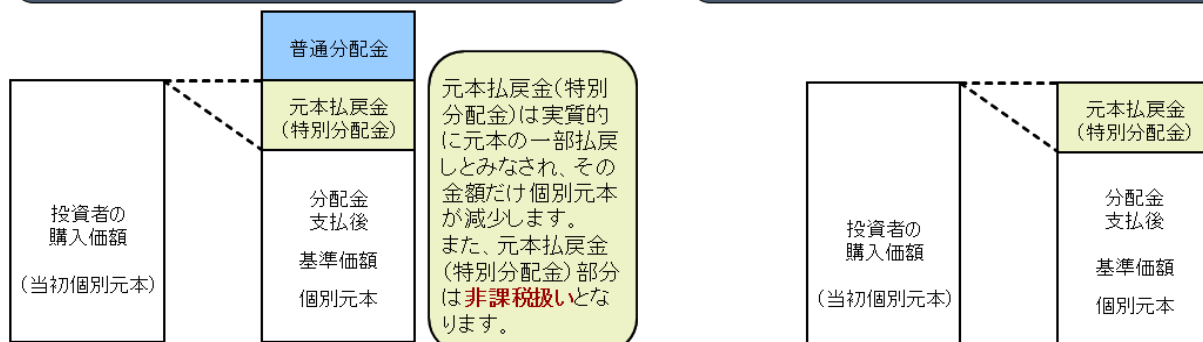 普通分配金
元本払戻金
(特別分配金)
投資者の
購入価額
(当初個別元本)
分配金
支払後
基準価額
個別元本
元本払戻金(特別
分配金)は実質的
に元本の一部払戻
しとみなされ、その
金額だけ個別元本
が減少します。
また、元本払戻金
(特別分配金)部分
は非課税扱いとな
ります。
投資者の
購入価額
(当初個別元本)
元本払戻金
(特別分配金)
分配金
支払後
基準価額
個別元本